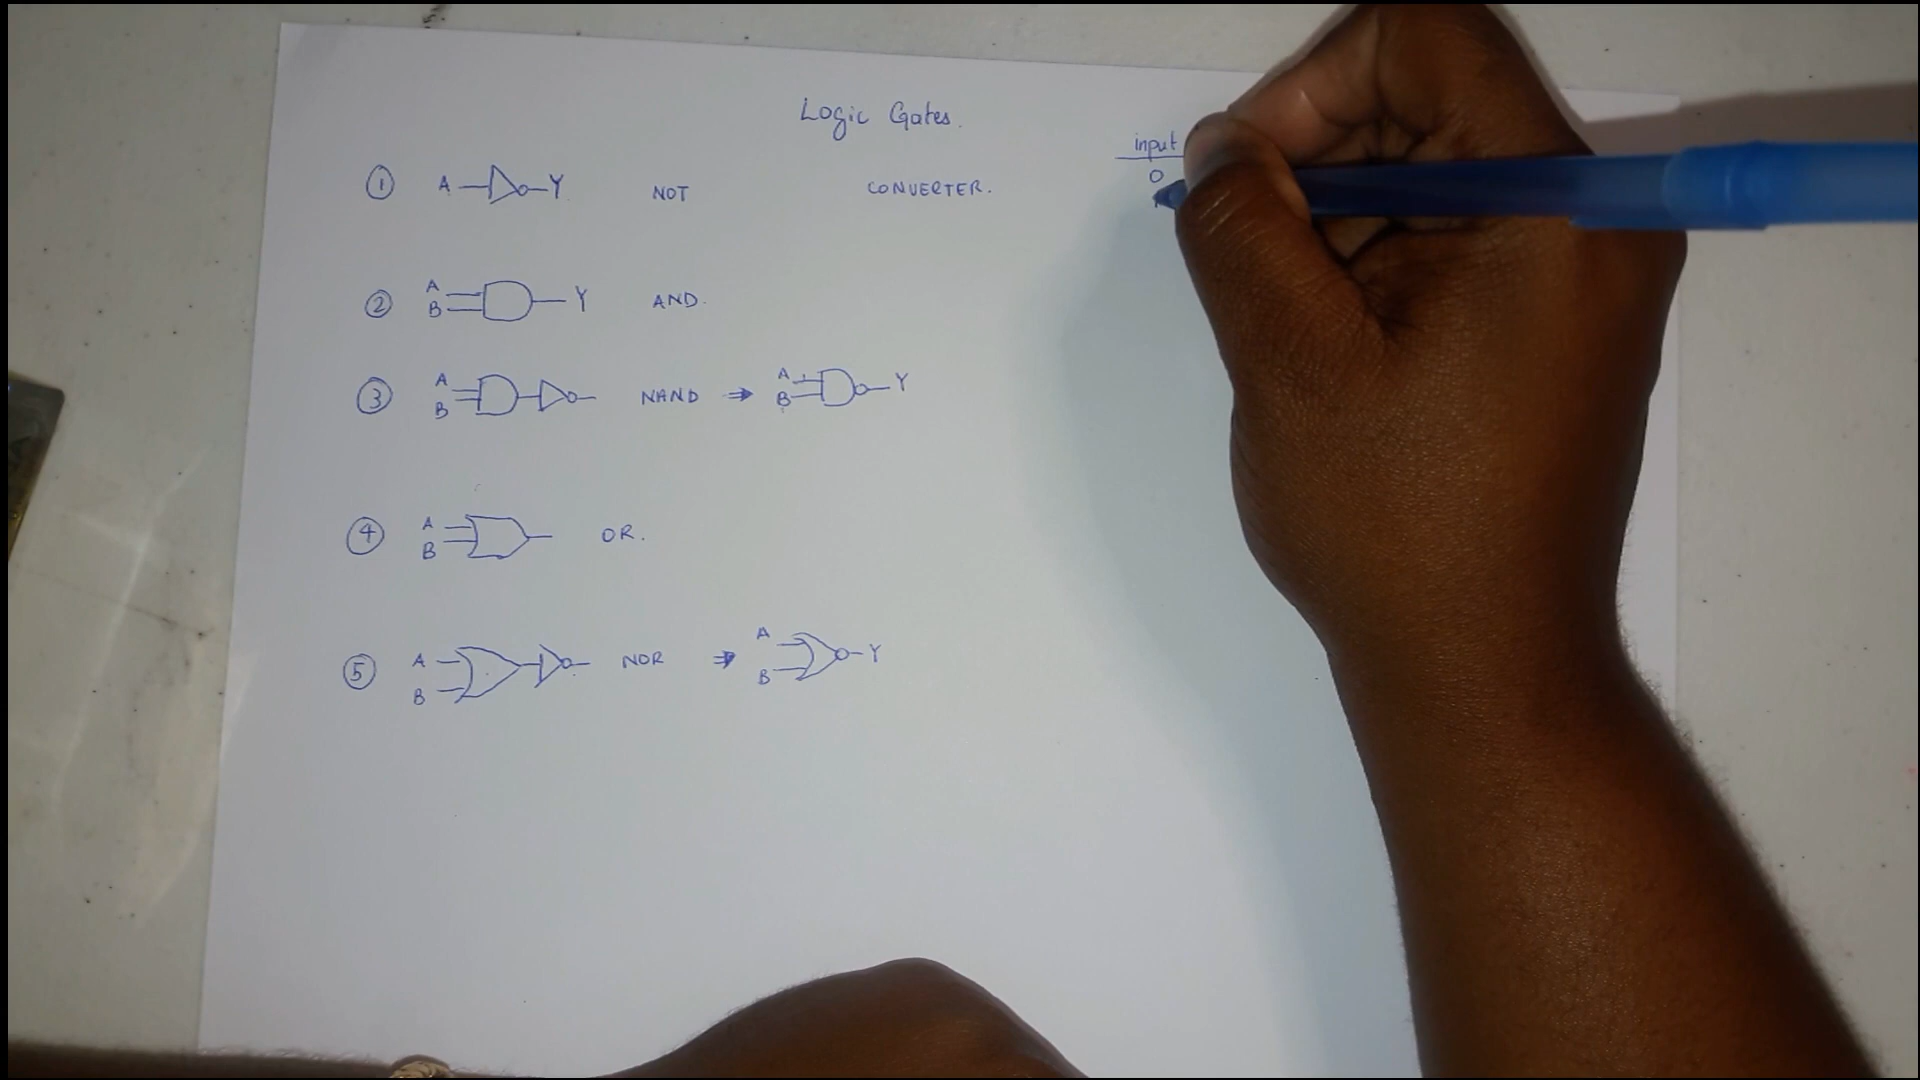 Logic Gates.
input
0
1 A Y NOT CONVERTER.
2 A B Y AND.
3 A B NAND ⇒ A B Y
4 A B OR.
5 A B NOR ⇒ A B Y